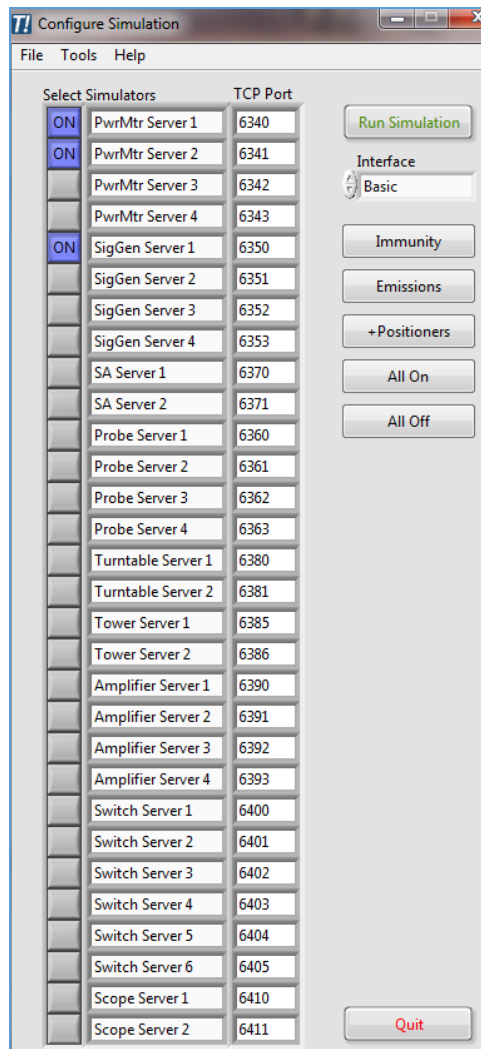 T! Configure Simulation
File Tools Help
Select Simulators TCP Port
ON PwrMtr Server 1 6340
ON PwrMtr Server 2 6341
PwrMtr Server 3 6342
PwrMtr Server 4 6343
ON SigGen Server 1 6350
SigGen Server 2 6351
SigGen Server 3 6352
SigGen Server 4 6353
SA Server 1 6370
SA Server 2 6371
Probe Server 1 6360
Probe Server 2 6361
Probe Server 3 6362
Probe Server 4 6363
Turntable Server 1 6380
Turntable Server 2 6381
Tower Server 1 6385
Tower Server 2 6386
Amplifier Server 1 6390
Amplifier Server 2 6391
Amplifier Server 3 6392
Amplifier Server 4 6393
Switch Server 1 6400
Switch Server 2 6401
Switch Server 3 6402
Switch Server 4 6403
Switch Server 5 6404
Switch Server 6 6405
Scope Server 1 6410
Scope Server 2 6411
Run Simulation
Interface
Basic
Immunity
Emissions
+Positioners
All On
All Off
Quit